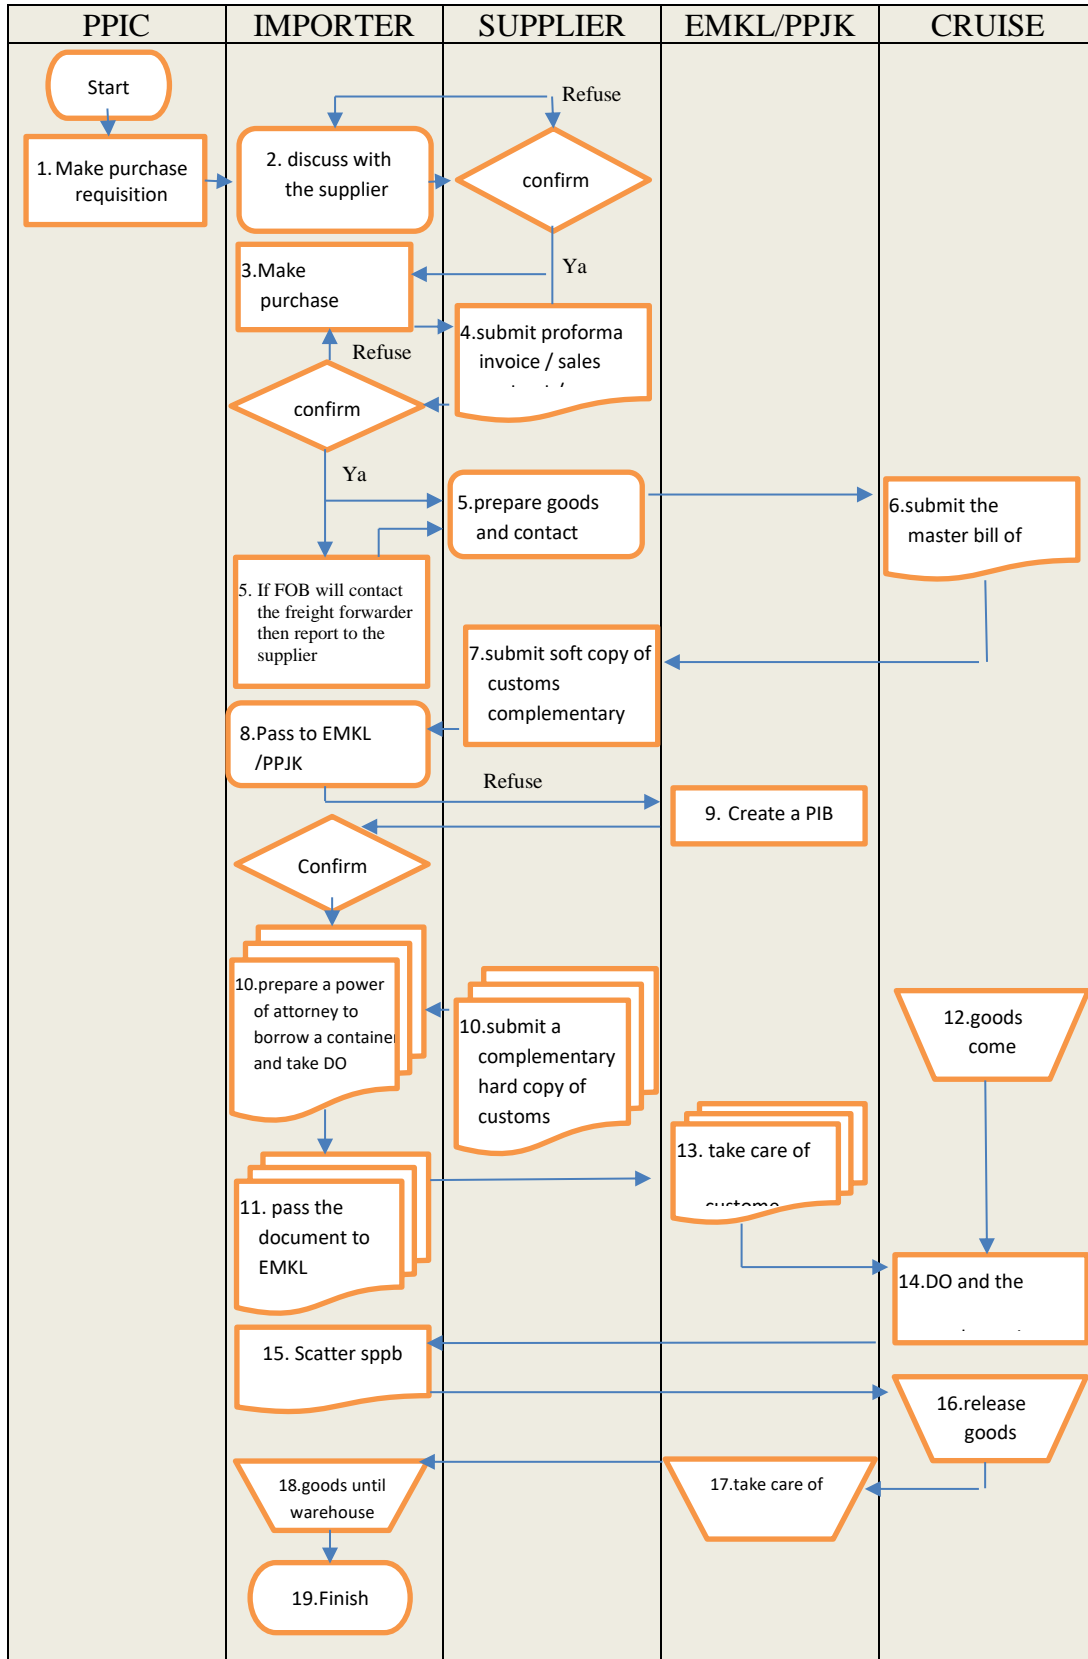 PPIC
IMPORTER
SUPPLIER
EMKL/PPJK
CRUISE
Start
Refuse
1. Make purchase
requisition
2. discuss with
the supplier
confirm
Ya
3.Make
purchase
4.submit proforma
invoice / sales
Refuse
confirm
Ya
5.prepare goods
and contact
6.submit the
master bill of
5. If FOB will contact
the freight forwarder
then report to the
supplier
7.submit soft copy of
customs
complementary
8.Pass to EMKL
/PPJK
Refuse
9. Create a PIB
Confirm
10.prepare a power
of attorney to
borrow a container
and take DO
10.submit a
complementary
hard copy of
customs
12.goods
come
13. take care of
11. pass the
document to
EMKL
14.DO and the
15. Scatter sppb
16.release
goods
17.take care of
18.goods until
warehouse
19.Finish